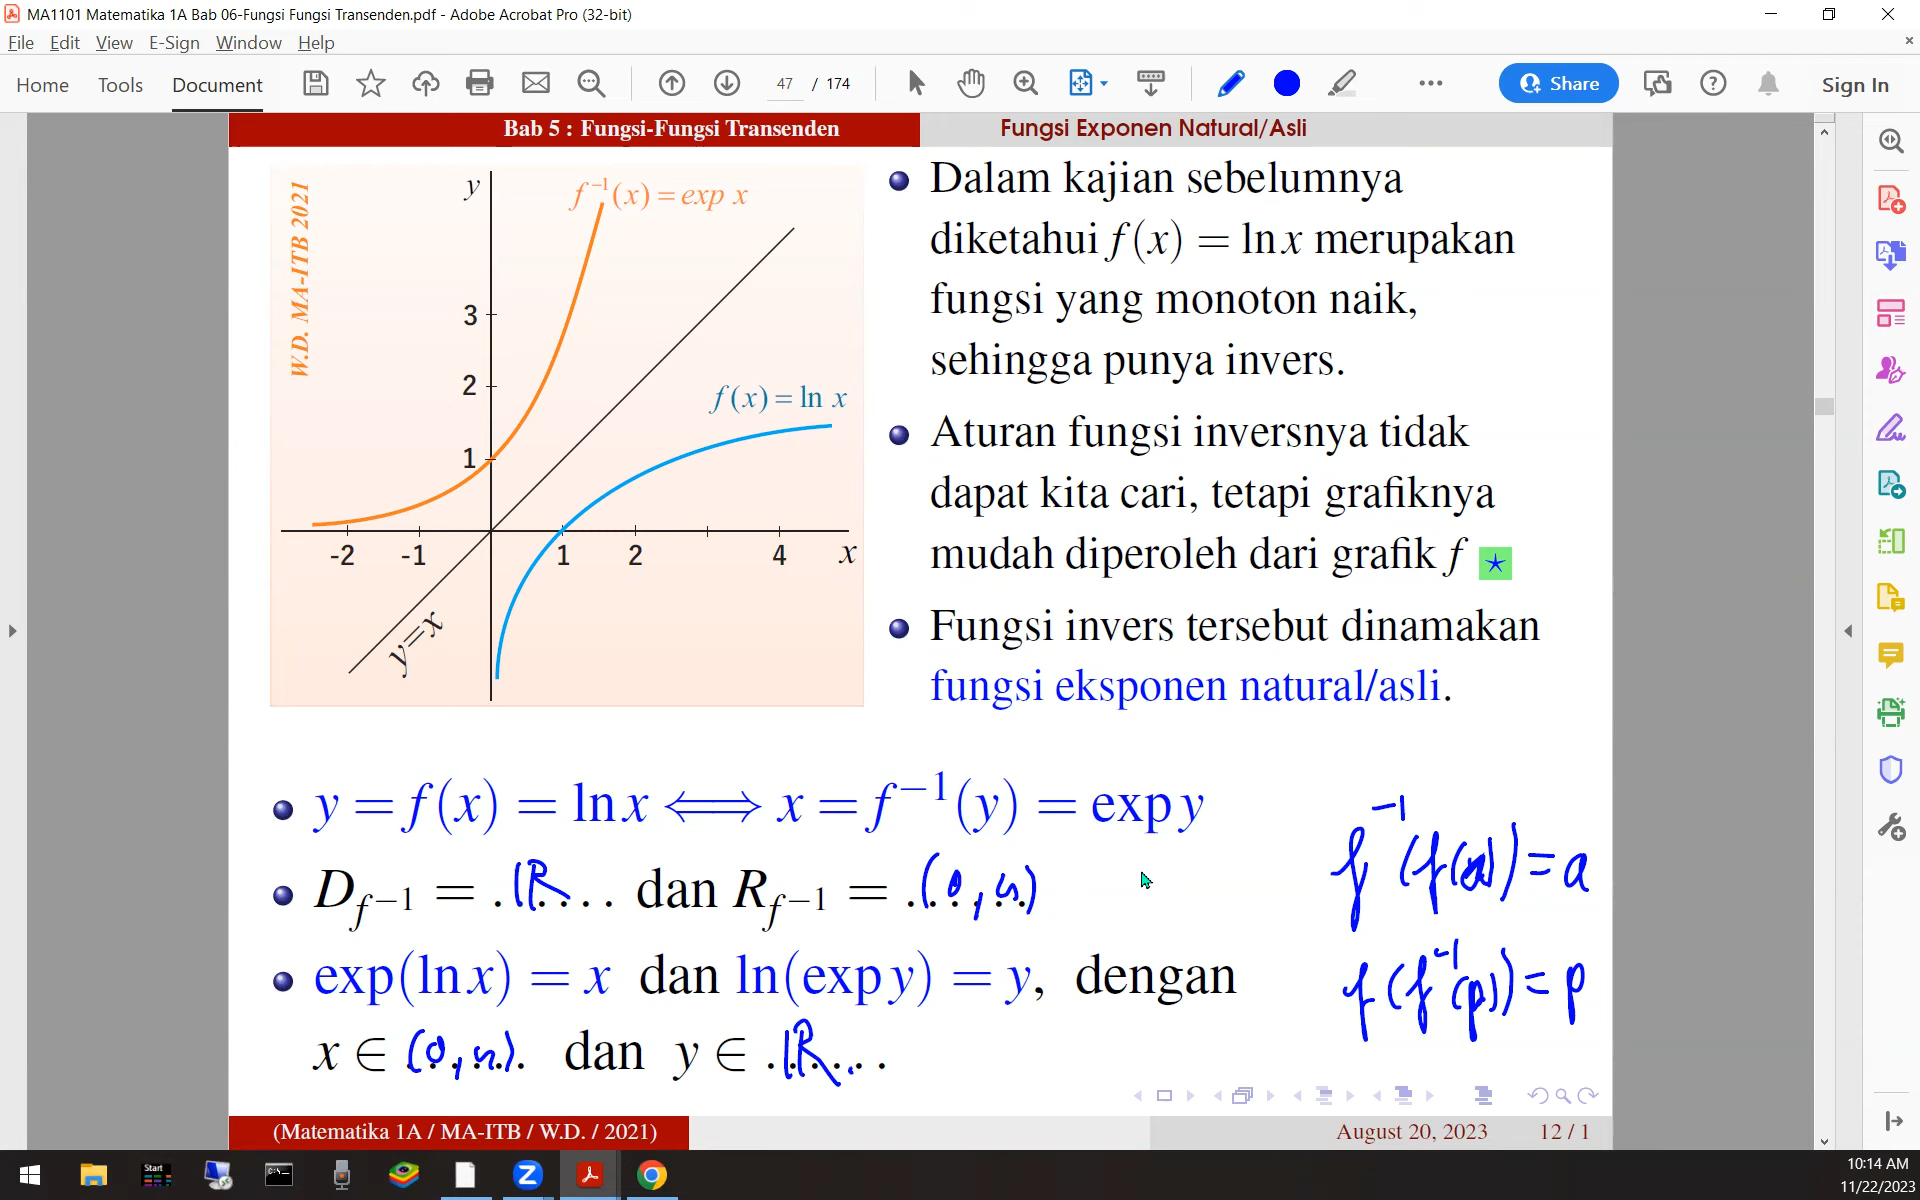 MA1101 Matematika 1A Bab 06-Fungsi Fungsi Transenden.pdf - Adobe Acrobat Pro (32-bit)
File Edit View E-Sign Window Help
Home Tools Document 47 / 174 Share Sign In
Bab 5 : Fungsi-Fungsi Transenden Fungsi Exponen Natural/Asli
W.D. MA-ITB 2021
y
f⁻¹(x) = exp x
3
2
f(x) = ln x
1
-2 -1 1 2 4 x
y=x
Dalam kajian sebelumnya
diketahui f(x) = ln x merupakan
fungsi yang monoton naik,
sehingga punya invers.
Aturan fungsi inversnya tidak
dapat kita cari, tetapi grafiknya
mudah diperoleh dari grafik f ⋆
Fungsi invers tersebut dinamakan
fungsi eksponen natural/asli.
y = f(x) = ln x ⟺ x = f⁻¹(y) = exp y
D_f⁻¹ = .ℝ.... dan R_f⁻¹ = .(0,∞)
exp(ln x) = x dan ln(exp y) = y, dengan
x ∈ (0,∞). dan y ∈ .ℝ....
f⁻¹(f(a)) = a
f(f⁻¹(p)) = p
(Matematika 1A / MA-ITB / W.D. / 2021) August 20, 2023 12 / 1
Start
10:14 AM
11/22/2023